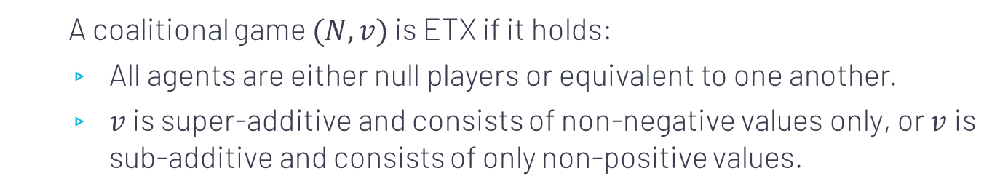 A coalitional game (N, v) is ETX if it holds:
All agents are either null players or equivalent to one another.
v is super-additive and consists of non-negative values only, or v is
sub-additive and consists of only non-positive values.